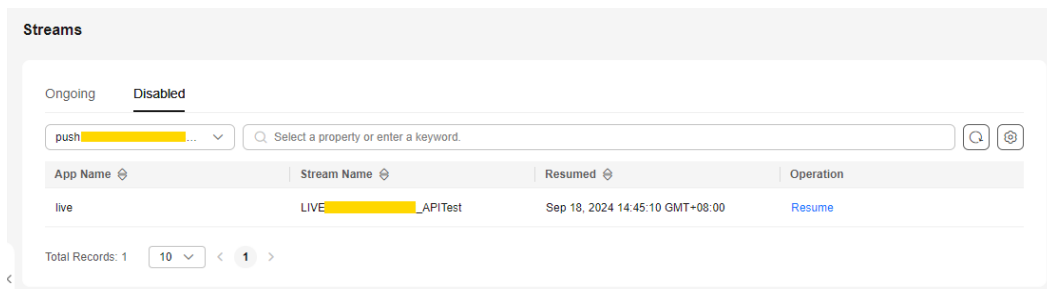 Streams
Ongoing Disabled
push ... Select a property or enter a keyword.
App Name Stream Name Resumed Operation
live LIVE _APITest Sep 18, 2024 14:45:10 GMT+08:00 Resume
Total Records: 1 10 1